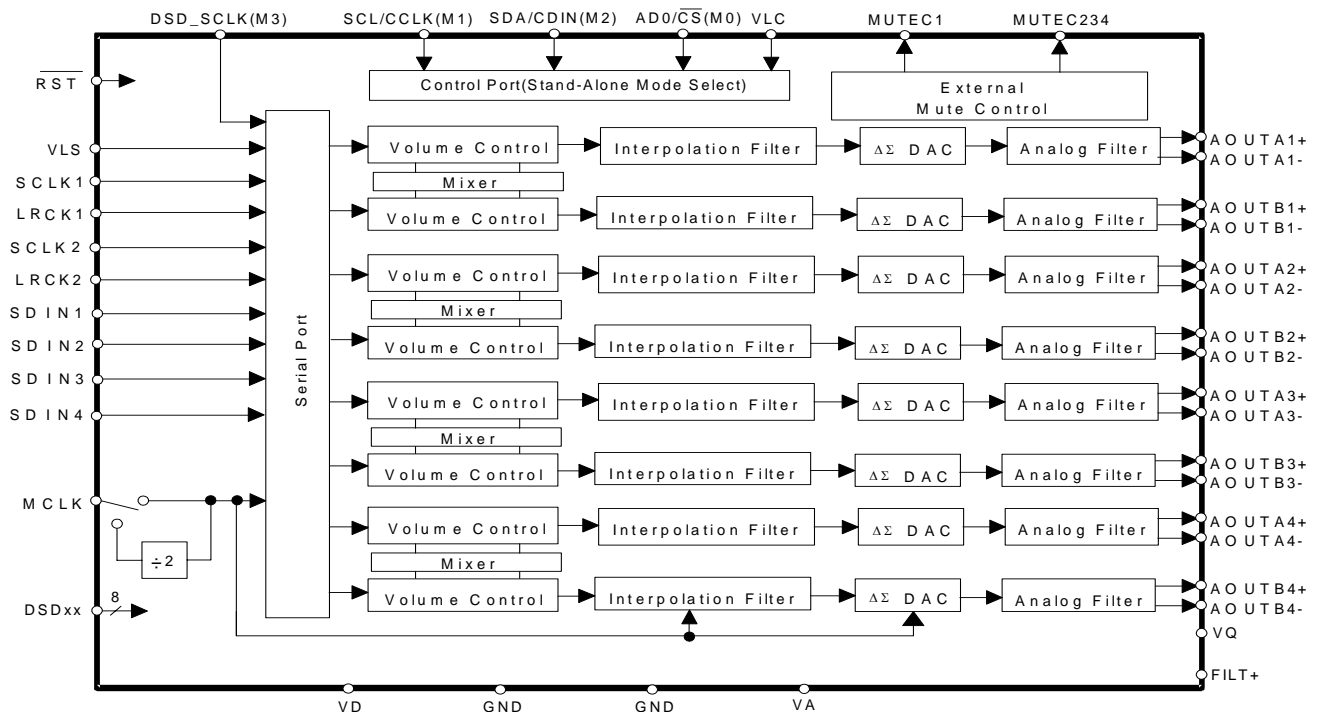 DSD_SCLK(M3) SCL/CCLK(M1) SDA/CDIN(M2) AD0/CS(M0) VLC MUTEC1 MUTEC234
RST
Control Port(Stand-Alone Mode Select)
External
Mute Control
VLS
SCLK1
LRCK1
SCLK2
LRCK2
SDIN1
SDIN2
SDIN3
SDIN4
MCLK
÷2
DSDxx
8
Serial Port
Volume Control Interpolation Filter ΔΣ DAC Analog Filter AOUTA1+
AOUTA1-
Mixer
Volume Control Interpolation Filter ΔΣ DAC Analog Filter AOUTB1+
AOUTB1-
Volume Control Interpolation Filter ΔΣ DAC Analog Filter AOUTA2+
AOUTA2-
Mixer
Volume Control Interpolation Filter ΔΣ DAC Analog Filter AOUTB2+
AOUTB2-
Volume Control Interpolation Filter ΔΣ DAC Analog Filter AOUTA3+
AOUTA3-
Mixer
Volume Control Interpolation Filter ΔΣ DAC Analog Filter AOUTB3+
AOUTB3-
Volume Control Interpolation Filter ΔΣ DAC Analog Filter AOUTA4+
AOUTA4-
Mixer
Volume Control Interpolation Filter ΔΣ DAC Analog Filter AOUTB4+
AOUTB4-
VQ
FILT+
VD GND GND VA